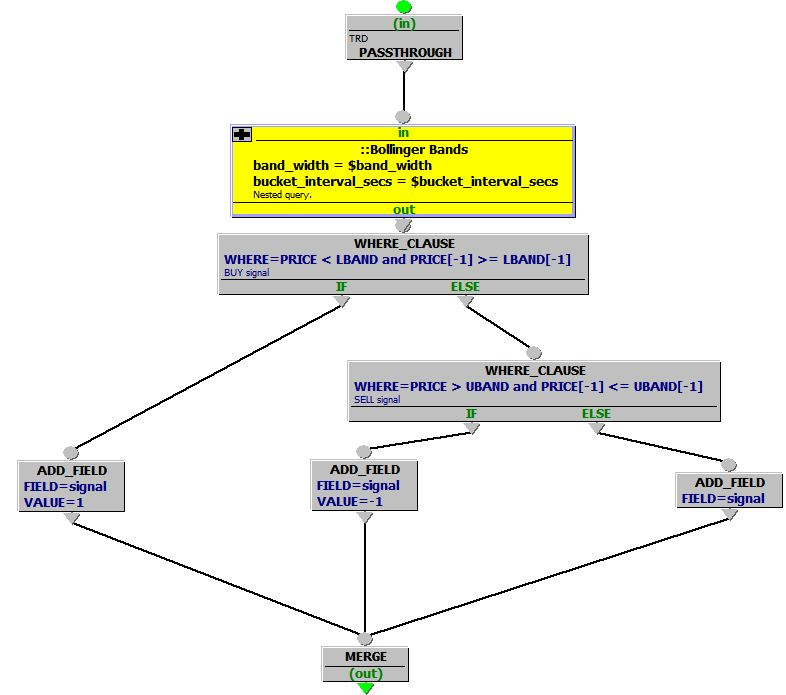 (in)
TRD
PASSTHROUGH
in
::Bollinger Bands
band_width = $band_width
bucket_interval_secs = $bucket_interval_secs
Nested query.
out
WHERE_CLAUSE
WHERE=PRICE < LBAND and PRICE[-1] >= LBAND[-1]
BUY signal
IF ELSE
WHERE_CLAUSE
WHERE=PRICE > UBAND and PRICE[-1] <= UBAND[-1]
SELL signal
IF ELSE
ADD_FIELD
FIELD=signal
VALUE=1
ADD_FIELD
FIELD=signal
VALUE=-1
ADD_FIELD
FIELD=signal
MERGE
(out)